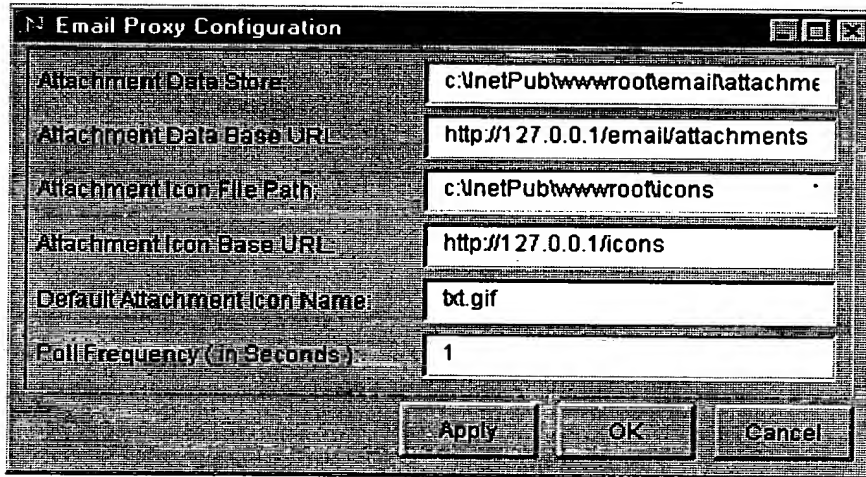 Email Proxy Configuration
Attachment Data Store: c:\InetPub\wwwroot\email\attachme
Attachment Data Base URL: http://127.0.0.1/email/attachments
Attachment Icon File Path: c:\InetPub\wwwroot\icons
Attachment Icon Base URL: http://127.0.0.1/icons
Default Attachment Icon Name: txt.gif
Poll Frequency ( in Seconds ): 1
Apply OK Cancel